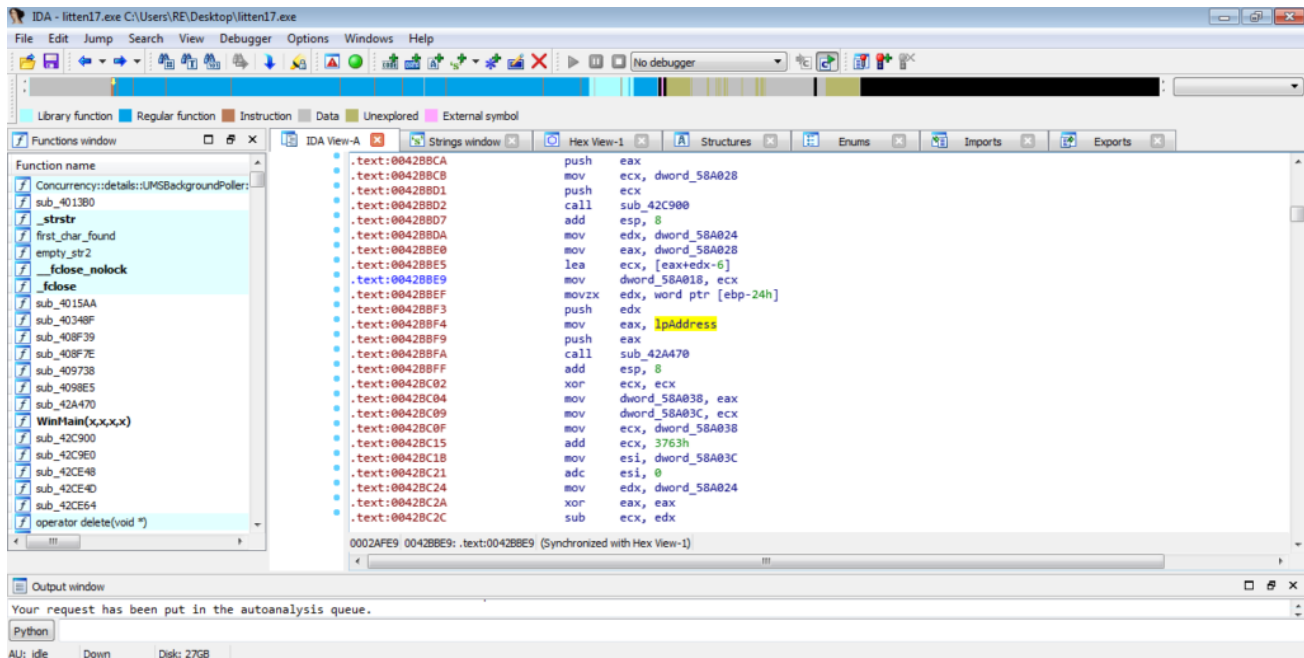 IDA - litten17.exe C:\Users\RE\Desktop\litten17.exe
File Edit Jump Search View Debugger Options Windows Help
No debugger
Library function Regular function Instruction Data Unexplored External symbol
Functions window
IDA View-A Strings window Hex View-1 Structures Enums Imports Exports
Function name
Concurrency::details::UMSBackgroundPoller:
sub_4013B0
_strstr
first_char_found
empty_str2
__fclose_nolock
_fclose
sub_4015AA
sub_40348F
sub_408F39
sub_408F7E
sub_409738
sub_4098E5
sub_42A470
WinMain(x,x,x,x)
sub_42C900
sub_42C9E0
sub_42CE48
sub_42CE4D
sub_42CE64
operator delete(void *)
.text:0042BBCA push eax
.text:0042BBCB mov ecx, dword_58A028
.text:0042BBD1 push ecx
.text:0042BBD2 call sub_42C900
.text:0042BBD7 add esp, 8
.text:0042BBDA mov edx, dword_58A024
.text:0042BBE0 mov eax, dword_58A028
.text:0042BBE5 lea ecx, [eax+edx-6]
.text:0042BBE9 mov dword_58A018, ecx
.text:0042BBEF movzx edx, word ptr [ebp-24h]
.text:0042BBF3 push edx
.text:0042BBF4 mov eax, lpAddress
.text:0042BBF9 push eax
.text:0042BBFA call sub_42A470
.text:0042BBFF add esp, 8
.text:0042BC02 xor ecx, ecx
.text:0042BC04 mov dword_58A038, eax
.text:0042BC09 mov dword_58A03C, ecx
.text:0042BC0F mov ecx, dword_58A038
.text:0042BC15 add ecx, 3763h
.text:0042BC1B mov esi, dword_58A03C
.text:0042BC21 adc esi, 0
.text:0042BC24 mov edx, dword_58A024
.text:0042BC2A xor eax, eax
.text:0042BC2C sub ecx, edx
0002AFE9 0042BBE9: .text:0042BBE9 (Synchronized with Hex View-1)
Output window
Your request has been put in the autoanalysis queue.
Python
AU: idle Down Disk: 27GB